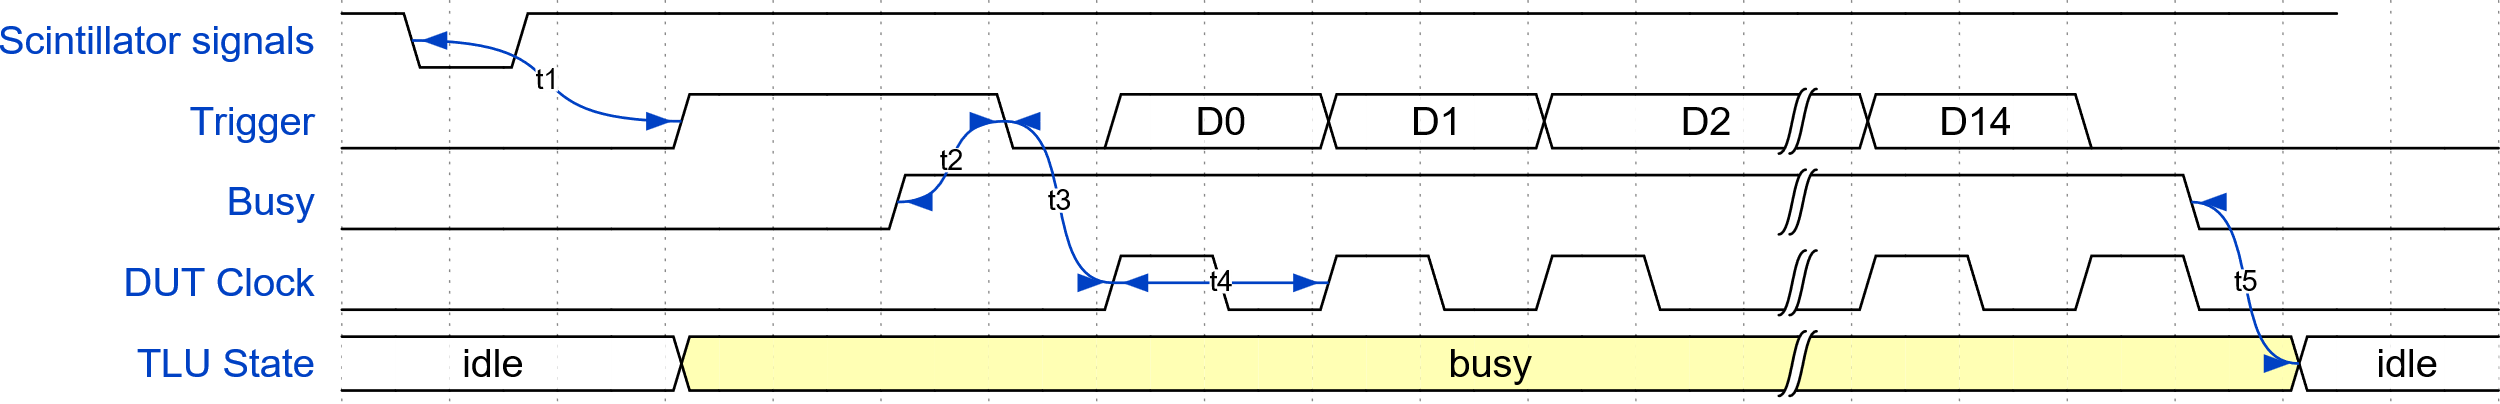 Scintillator signals
t1
Trigger D0 D1 D2 D14
t2
Busy
t3
DUT Clock t4 t5
TLU State idle busy idle